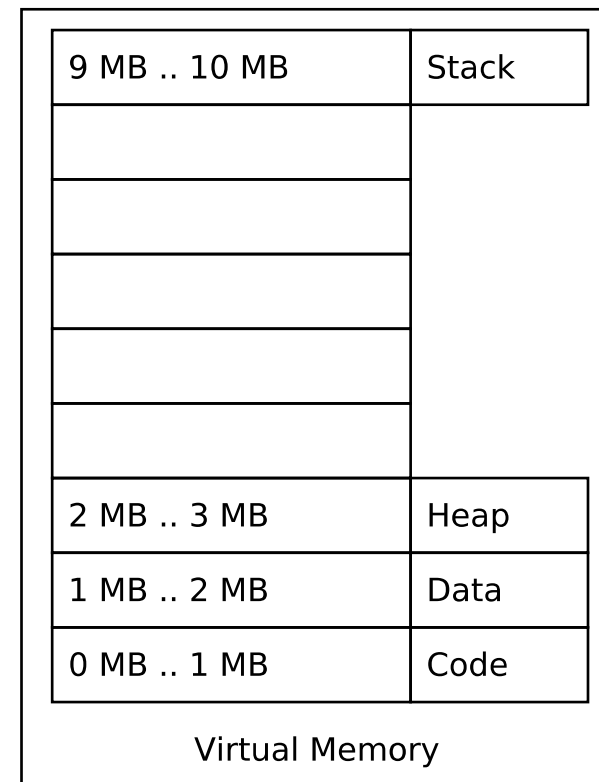 9 MB .. 10 MB Stack
2 MB .. 3 MB Heap
1 MB .. 2 MB Data
0 MB .. 1 MB Code
Virtual Memory